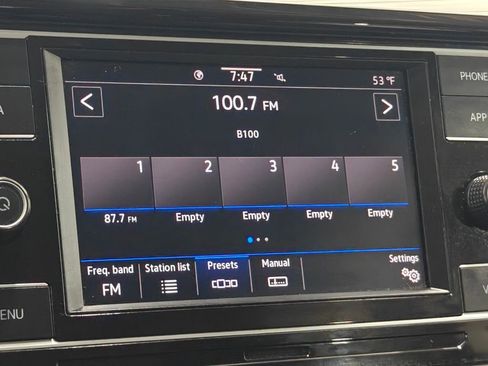 7:47 53 °F
PHONE
100.7 FM
B100
APP
1 2 3 4 5
87.7 FM Empty Empty Empty Empty
Freq. band Station list Presets Manual Settings
FM
MENU